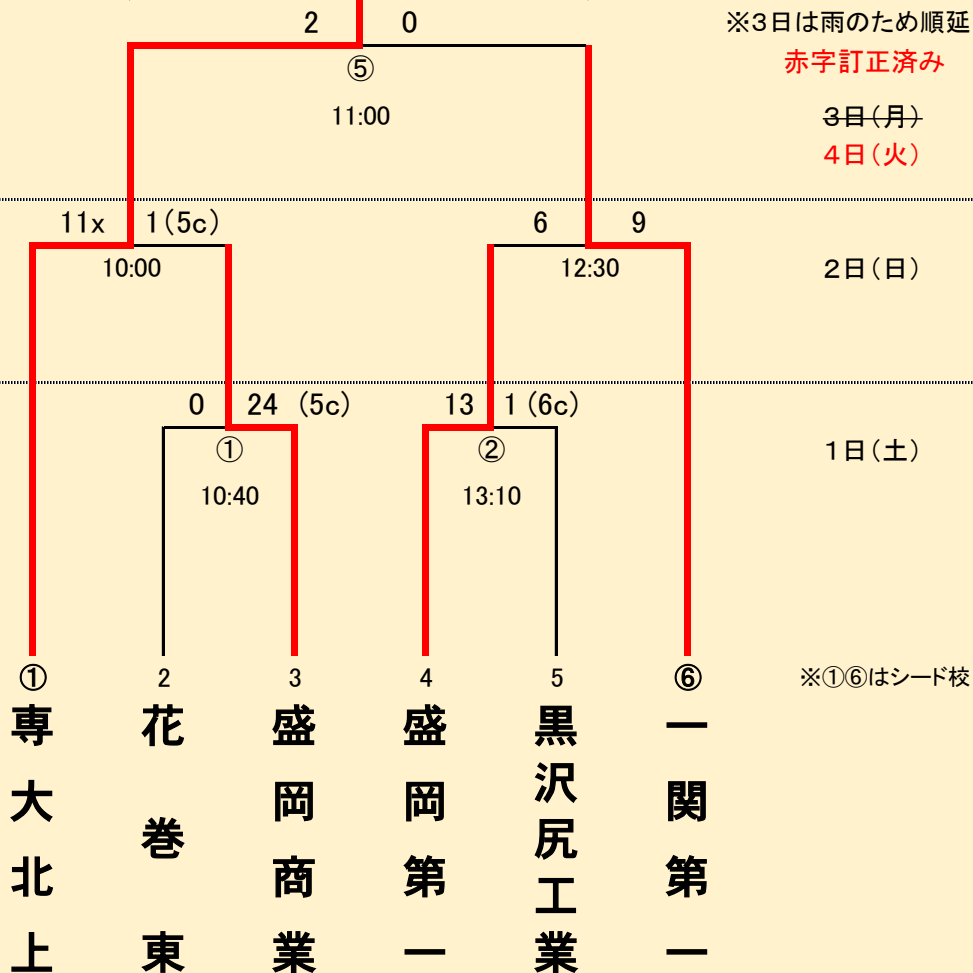 2 0
※3日は雨のため順延
赤字訂正済み
⑤
11:00
3日(月)
4日(火)
11x 1(5c)
6 9
10:00
12:30
2日(日)
0 24 (5c)
13 1 (6c)
①
②
1日(土)
10:40
13:10
① 2 3 4 5 ⑥
※①⑥はシード校
専大北上
花巻東
盛岡商業
盛岡第一
黒沢尻工業
一関第一